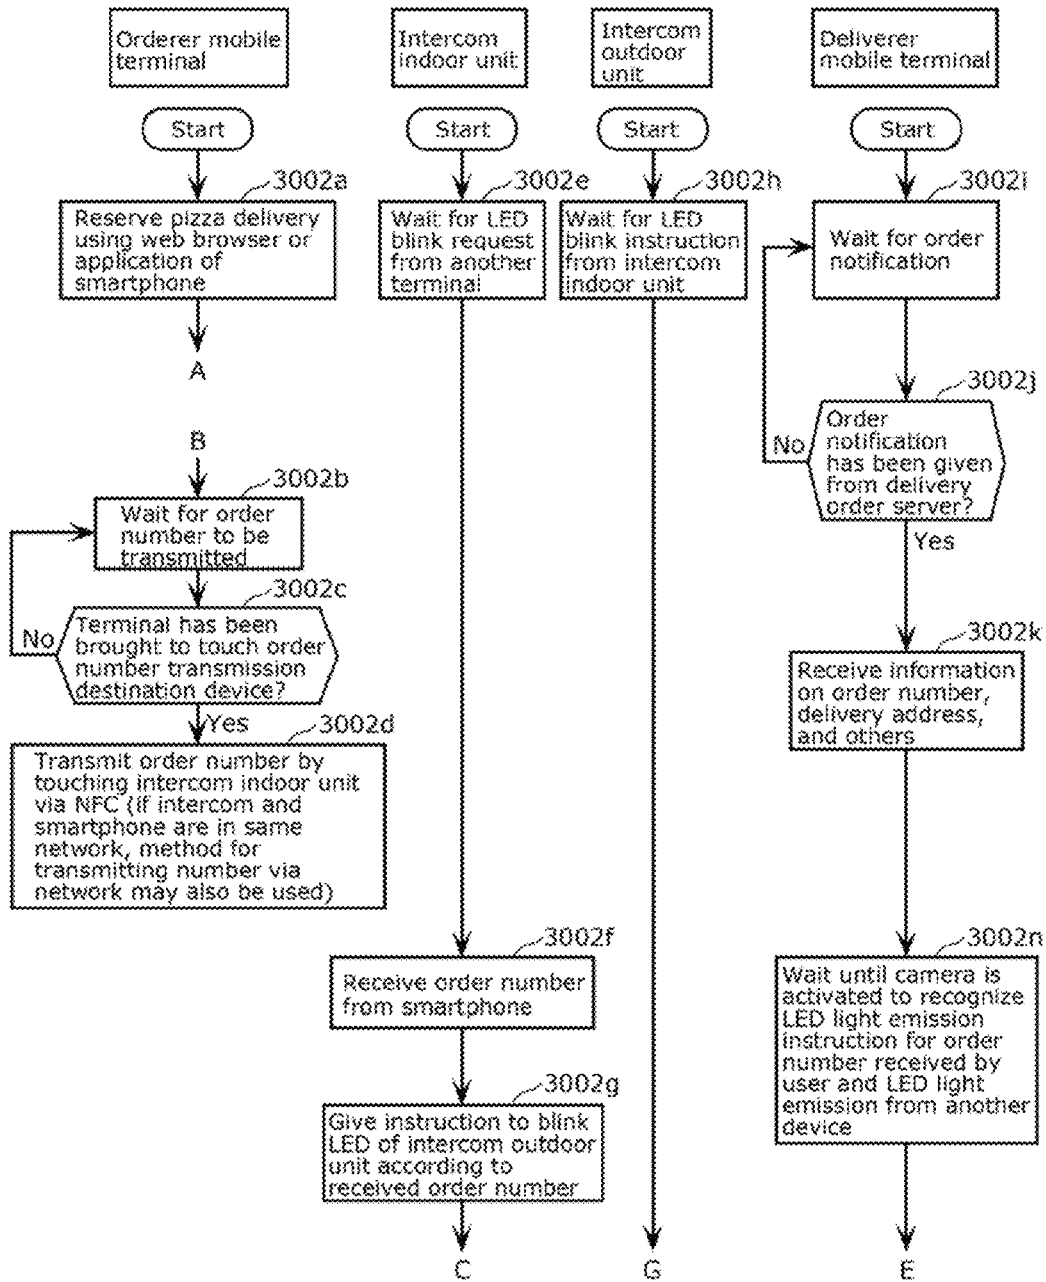 Orderer mobile
terminal
Intercom
indoor unit
Intercom
outdoor
unit
Deliverer
mobile terminal
Start
Start
Start
Start
3002a
Reserve pizza delivery
using web browser or
application of
smartphone
A
B
3002b
Wait for order
number to be
transmitted
3002c
Terminal has been
brought to touch order
number transmission
destination device?
No
Yes
3002d
Transmit order number by
touching intercom indoor unit
via NFC (if intercom and
smartphone are in same
network, method for
transmitting number via
network may also be used)
3002e
Wait for LED
blink request
from another
terminal
3002f
Receive order number
from smartphone
3002g
Give instruction to blink
LED of intercom outdoor
unit according to
received order number
C
3002h
Wait for LED
blink instruction
from intercom
indoor unit
G
3002i
Wait for order
notification
3002j
Order
notification
has been given
from delivery
order server?
No
Yes
3002k
Receive information
on order number,
delivery address,
and others
3002n
Wait until camera is
activated to recognize
LED light emission
instruction for order
number received by
user and LED light
emission from another
device
E